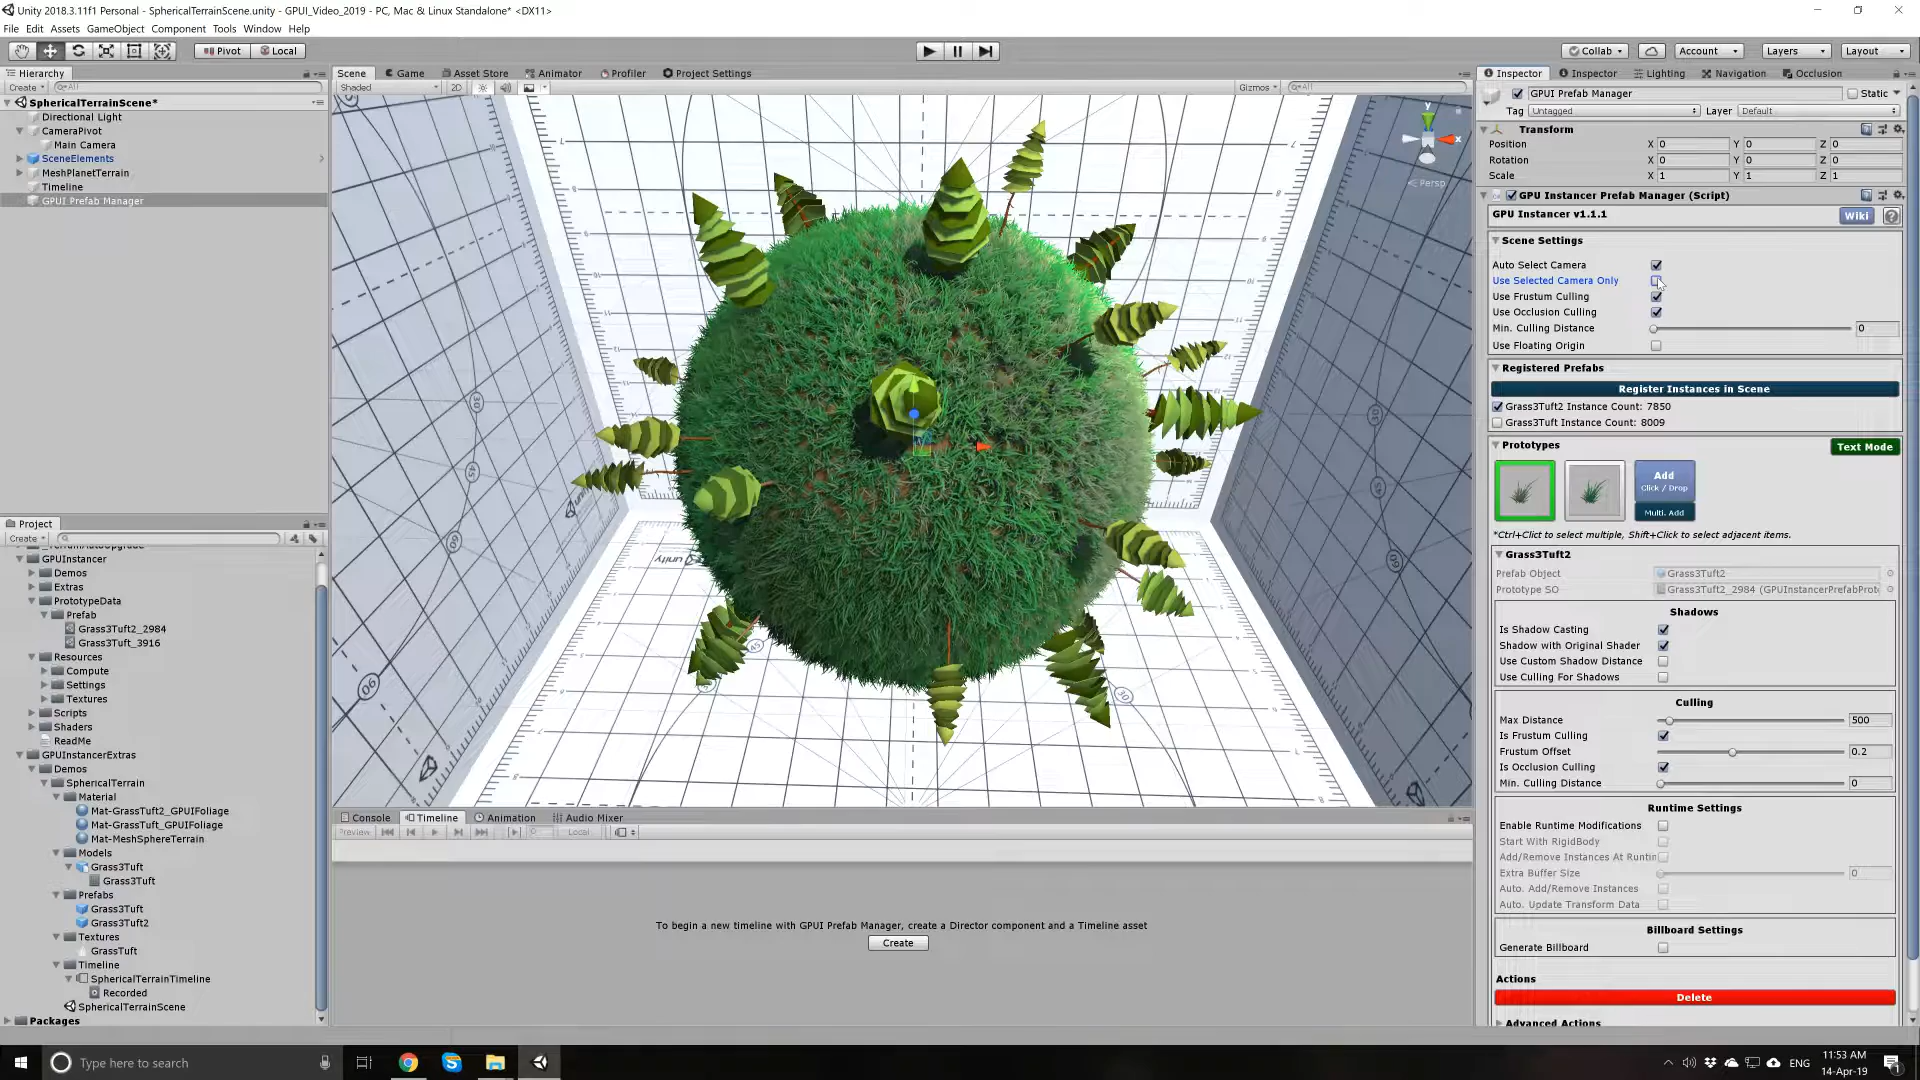 Unity 2018.3.11f1 Personal - SphericalTerrainScene.unity - GPUI_Video_2019 - PC, Mac & Linux Standalone* <DX11>
File Edit Assets GameObject Component Tools Window Help
Pivot Local Collab Account Layers Layout
Hierarchy
Create All
SphericalTerrainScene*
Directional Light
CameraPivot
Main Camera
SceneElements
MeshPlanetTerrain
Timeline
GPUI Prefab Manager
Project
Create
GPUInstancer
Demos
Extras
PrototypeData
Prefab
Grass3Tuft2_2984
Grass3Tuft_3916
Resources
Compute
Settings
Textures
Scripts
Shaders
ReadMe
GPUInstancerExtras
Demos
SphericalTerrain
Material
Mat-GrassTuft2_GPUIFoliage
Mat-GrassTuft_GPUIFoliage
Mat-MeshSphereTerrain
Models
Grass3Tuft
Grass3Tuft
Prefabs
Grass3Tuft
Grass3Tuft2
Textures
GrassTuft
Timeline
SphericalTerrainTimeline
Recorded
SphericalTerrainScene
Packages
Scene Game Asset Store Animator Profiler Project Settings
Shaded 2D Gizmos All
y
x
Persp
unity
Console Timeline Animation Audio Mixer
Preview Local
To begin a new timeline with GPUI Prefab Manager, create a Director component and a Timeline asset
Create
Inspector Inspector Lighting Navigation Occlusion
GPUI Prefab Manager Static
Tag Untagged Layer Default
Transform
Position X 0 Y 0 Z 0
Rotation X 0 Y 0 Z 0
Scale X 1 Y 1 Z 1
GPU Instancer Prefab Manager (Script)
GPU Instancer v1.1.1 Wiki ?
Scene Settings
Auto Select Camera
Use Selected Camera Only
Use Frustum Culling
Use Occlusion Culling
Min. Culling Distance 0
Use Floating Origin
Registered Prefabs
Register Instances in Scene
Grass3Tuft2 Instance Count: 7850
Grass3Tuft Instance Count: 8009
Prototypes Text Mode
Add
Click / Drop
Multi. Add
*Ctrl+Click to select multiple, Shift+Click to select adjacent items.
Grass3Tuft2
Prefab Object Grass3Tuft2
Prototype SO Grass3Tuft2_2984 (GPUInstancerPrefabProt
Shadows
Is Shadow Casting
Shadow with Original Shader
Use Custom Shadow Distance
Use Culling For Shadows
Culling
Max Distance 500
Is Frustum Culling
Frustum Offset 0.2
Is Occlusion Culling
Min. Culling Distance 0
Runtime Settings
Enable Runtime Modifications
Start With RigidBody
Add/Remove Instances At Runtin
Extra Buffer Size 0
Auto. Add/Remove Instances
Auto. Update Transform Data
Billboard Settings
Generate Billboard
Actions
Delete
Advanced Actions
Type here to search
ENG
11:53 AM
14-Apr-19